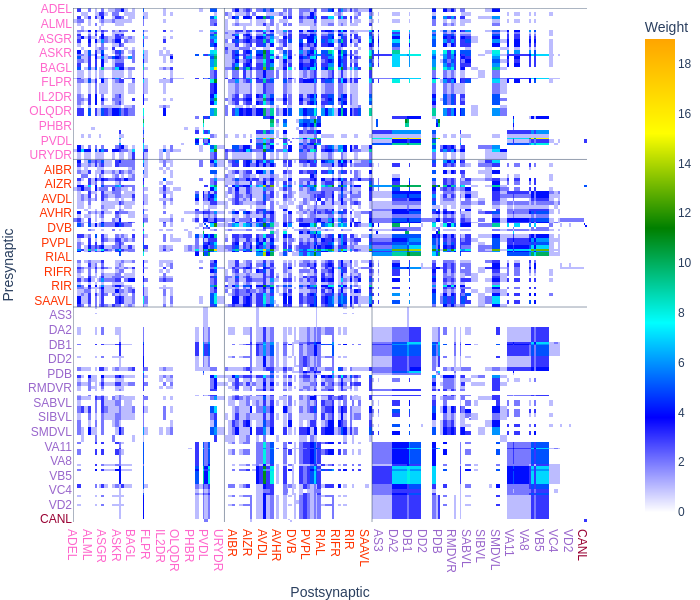 ADEL
ALML
ASGR
ASKR
BAGL
FLPR
IL2DR
OLQDR
PHBR
PVDL
URYDR
AIBR
AIZR
AVDL
AVHR
DVB
PVPL
RIAL
RIFR
RIR
SAAVL
AS3
DA2
DB1
DD2
PDB
RMDVR
SABVL
SIBVL
SMDVL
VA11
VA8
VB5
VC4
VD2
CANL
Presynaptic
ADEL
ALML
ASGR
ASKR
BAGL
FLPR
IL2DR
OLQDR
PHBR
PVDL
URYDR
AIBR
AIZR
AVDL
AVHR
DVB
PVPL
RIAL
RIFR
RIR
SAAVL
AS3
DA2
DB1
DD2
PDB
RMDVR
SABVL
SIBVL
SMDVL
VA11
VA8
VB5
VC4
VD2
CANL
Postsynaptic
Weight
18
16
14
12
10
8
6
4
2
0